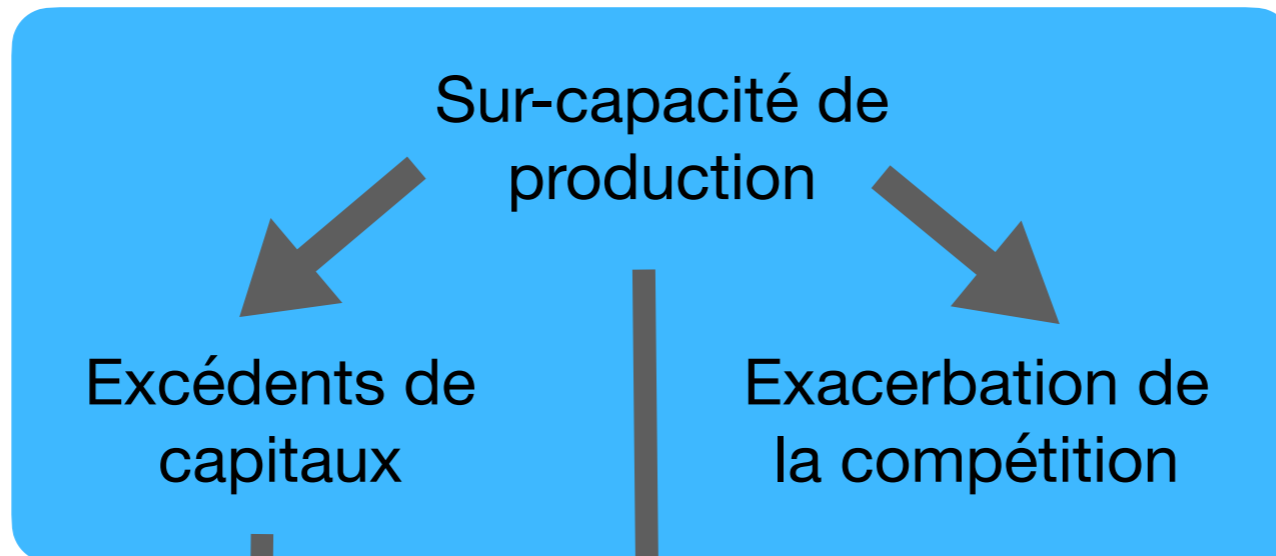 Sur-capacité de
production
Excédents de
capitaux
Exacerbation de
la compétition